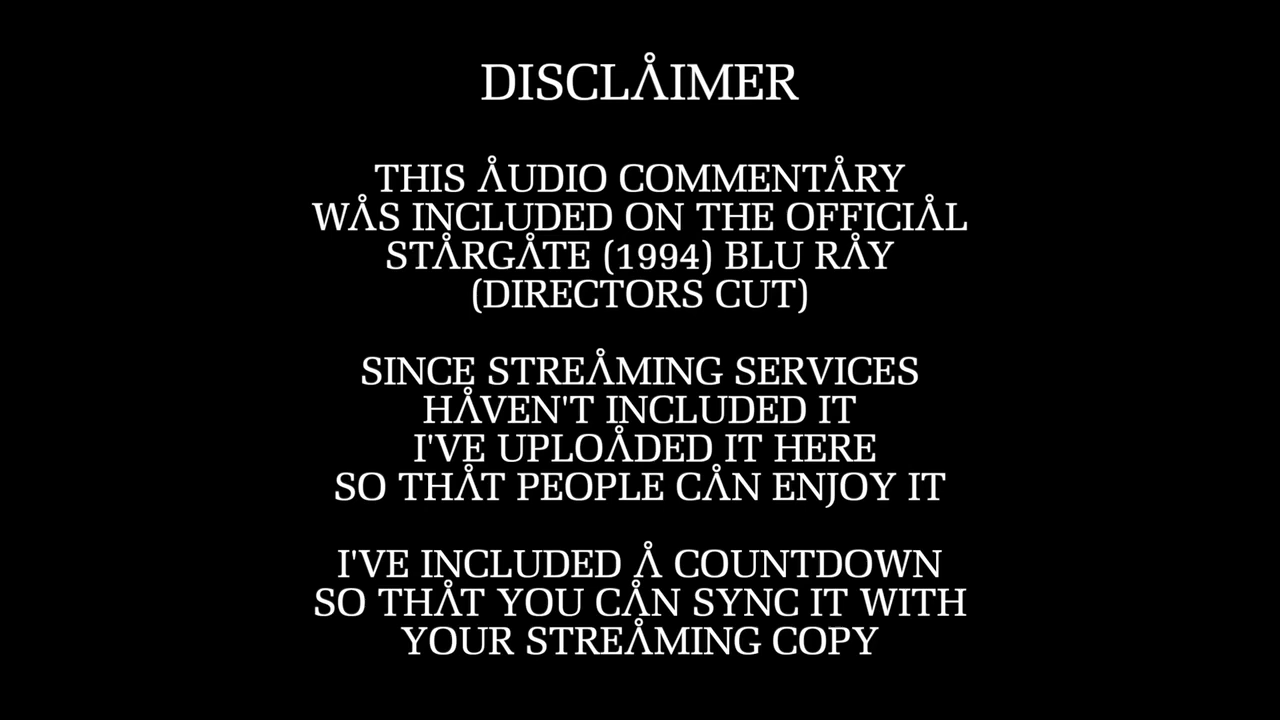 DISCLÅIMER
THIS ÅUDIO COMMENTÅRY
WÅS INCLUDED ON THE OFFICIÅL
STÅRGÅTE (1994) BLU RÅY
(DIRECTORS CUT)
SINCE STREÅMING SERVICES
HÅVEN'T INCLUDED IT
I'VE UPLOÅDED IT HERE
SO THÅT PEOPLE CÅN ENJOY IT
I'VE INCLUDED Å COUNTDOWN
SO THÅT YOU CÅN SYNC IT WITH
YOUR STREÅMING COPY